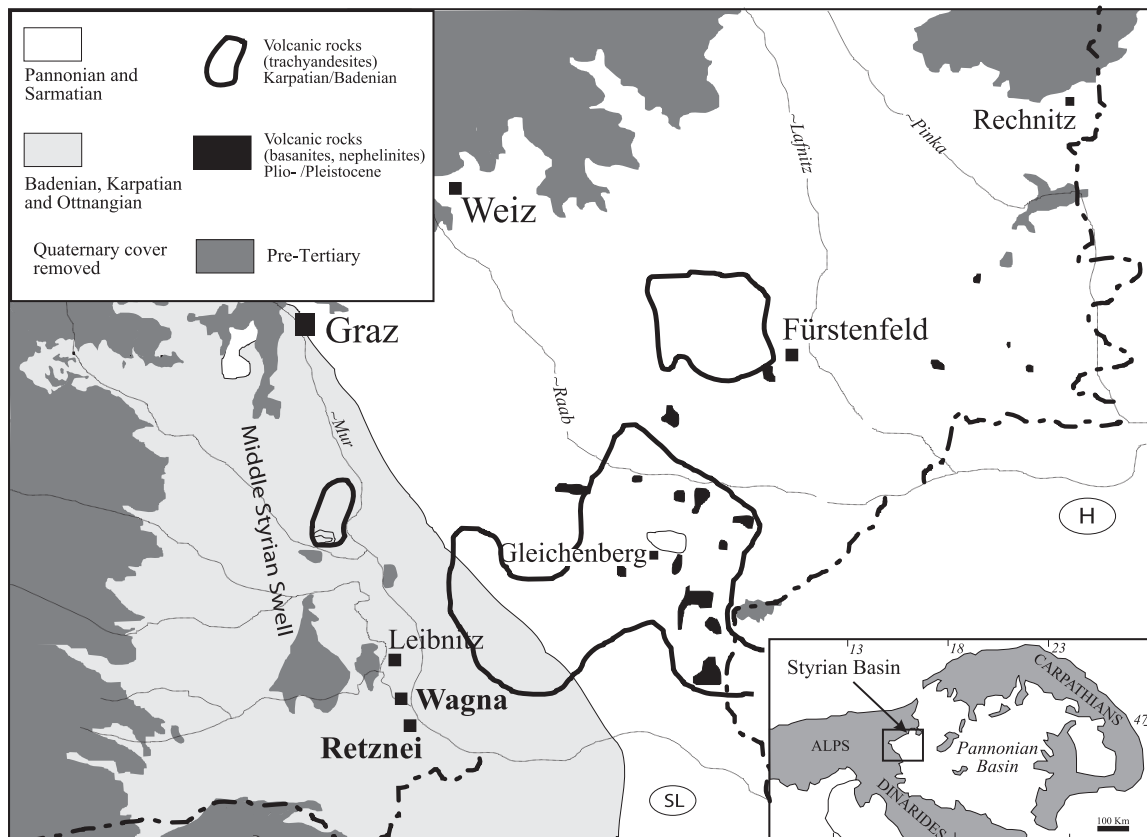 Pannonian and
Sarmatian
Volcanic rocks
(trachyandesites)
Karpatian/Badenian
Badenian, Karpatian
and Ottnangian
Volcanic rocks
(basanites, nephelinites)
Plio- /Pleistocene
Quaternary cover
removed
Pre-Tertiary
Rechnitz
~Pinka
~Lafnitz
Weiz
Graz
Fürstenfeld
~Raab
~Mur
Middle Styrian Swell
H
Gleichenberg
Leibnitz
Wagna
Retznei
SL
13
18
23
Styrian Basin
CARPATHIANS
47
ALPS
Pannonian
Basin
DINARIDES
100 Km